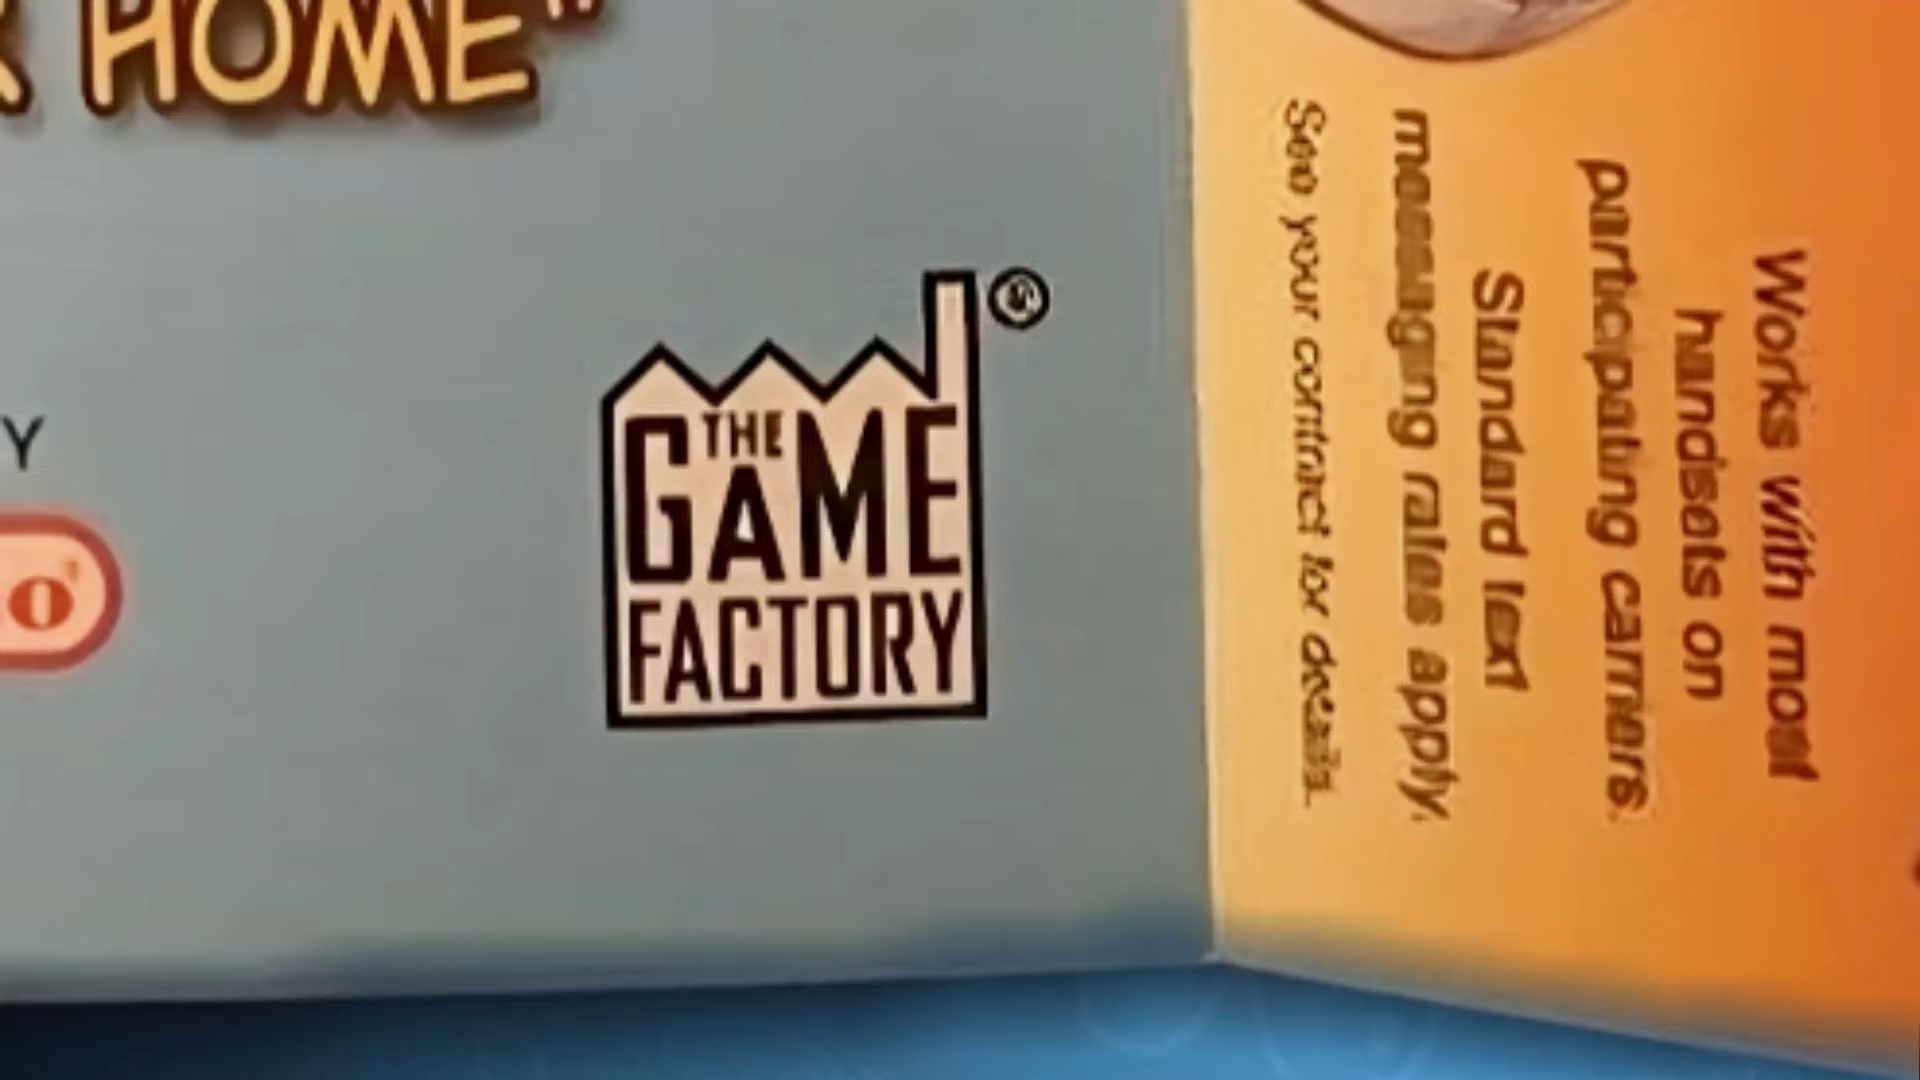 HOME"
Y
o
®
THE
GAME
FACTORY
Works with most
handsets on
participating carriers.
Standard text
messaging rates apply.
See your contract for details.